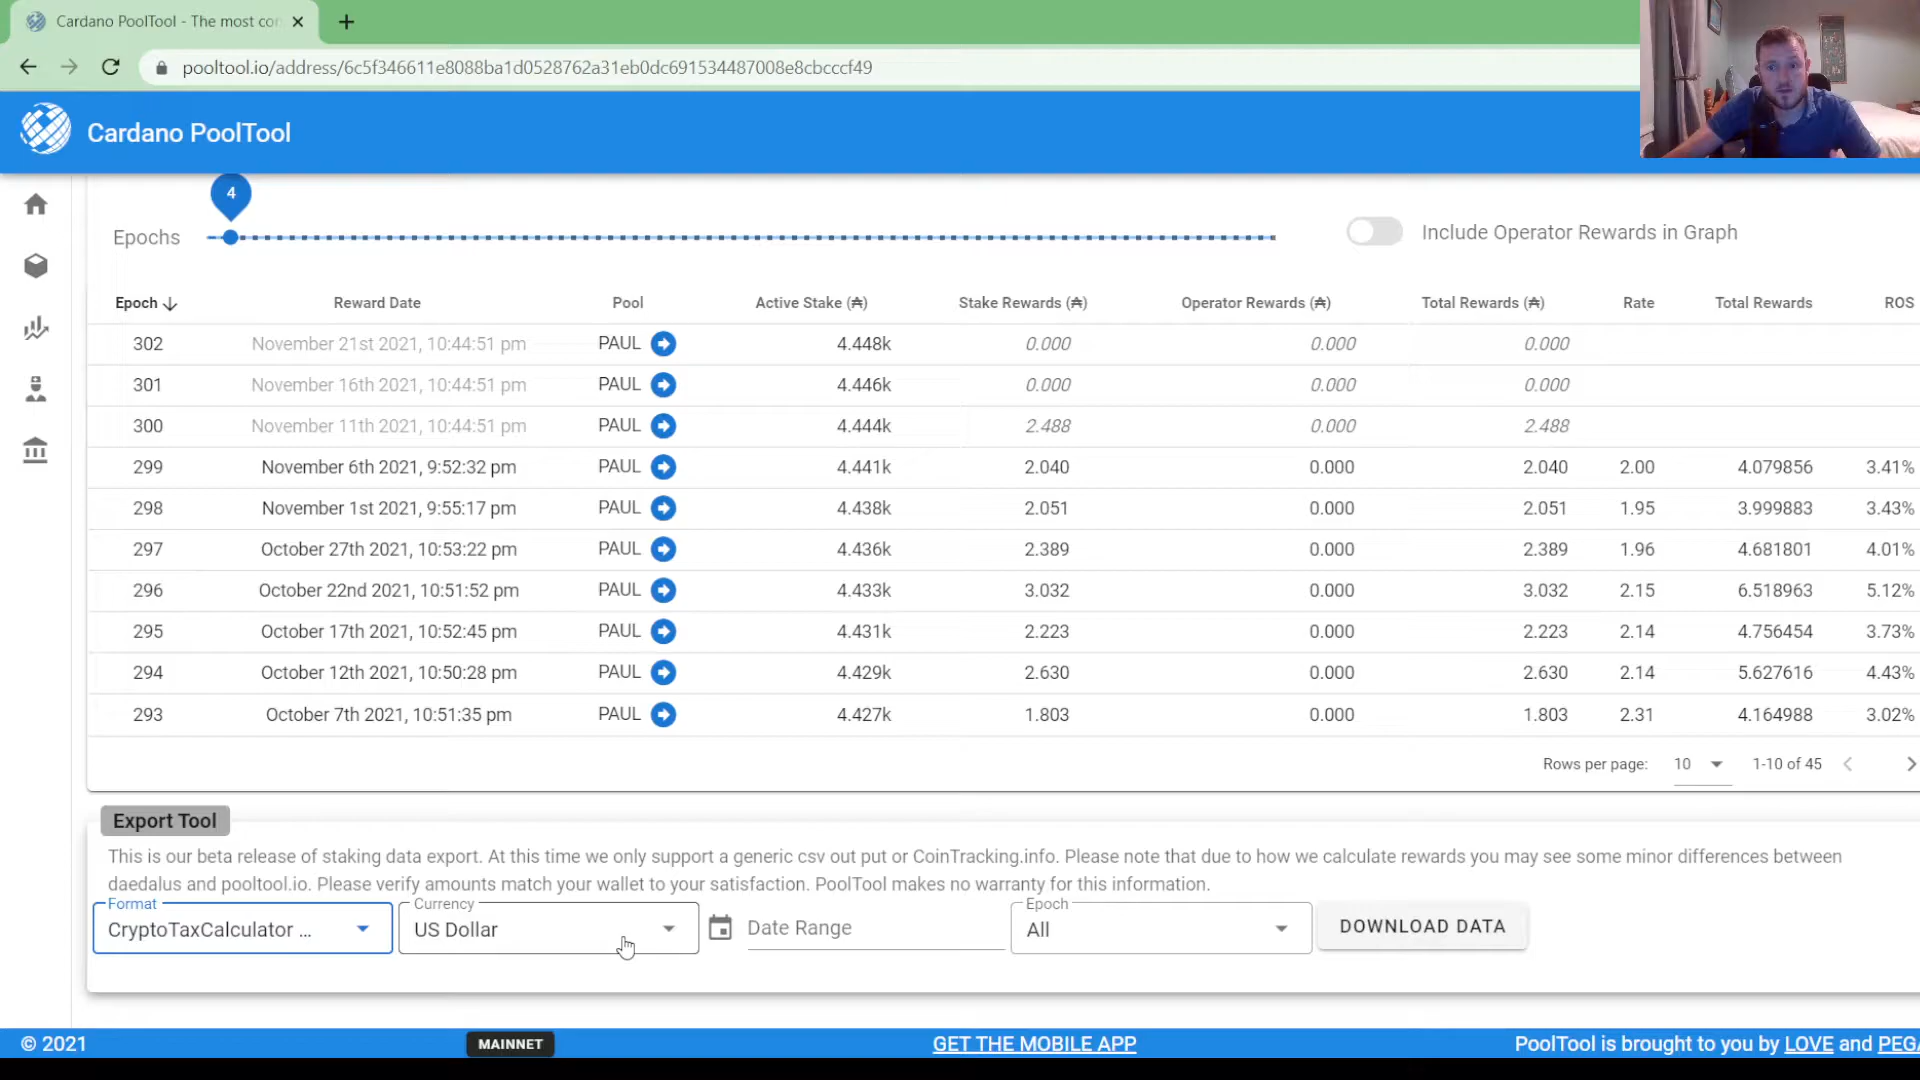 Cardano PoolTool - The most con
pooltool.io/address/6c5f346611e8088ba1d0528762a31eb0dc691534487008e8cbcccf49
Cardano PoolTool
4
Epochs
Include Operator Rewards in Graph
Epoch Reward Date Pool Active Stake (₳) Stake Rewards (₳) Operator Rewards (₳) Total Rewards (₳) Rate Total Rewards ROS
302 November 21st 2021, 10:44:51 pm PAUL 4.448k 0.000 0.000 0.000
301 November 16th 2021, 10:44:51 pm PAUL 4.446k 0.000 0.000 0.000
300 November 11th 2021, 10:44:51 pm PAUL 4.444k 2.488 0.000 2.488
299 November 6th 2021, 9:52:32 pm PAUL 4.441k 2.040 0.000 2.040 2.00 4.079856 3.41%
298 November 1st 2021, 9:55:17 pm PAUL 4.438k 2.051 0.000 2.051 1.95 3.999883 3.43%
297 October 27th 2021, 10:53:22 pm PAUL 4.436k 2.389 0.000 2.389 1.96 4.681801 4.01%
296 October 22nd 2021, 10:51:52 pm PAUL 4.433k 3.032 0.000 3.032 2.15 6.518963 5.12%
295 October 17th 2021, 10:52:45 pm PAUL 4.431k 2.223 0.000 2.223 2.14 4.756454 3.73%
294 October 12th 2021, 10:50:28 pm PAUL 4.429k 2.630 0.000 2.630 2.14 5.627616 4.43%
293 October 7th 2021, 10:51:35 pm PAUL 4.427k 1.803 0.000 1.803 2.31 4.164988 3.02%
Rows per page: 10 1-10 of 45
Export Tool
This is our beta release of staking data export. At this time we only support a generic csv out put or CoinTracking.info. Please note that due to how we calculate rewards you may see some minor differences between
daedalus and pooltool.io. Please verify amounts match your wallet to your satisfaction. PoolTool makes no warranty for this information.
Format Currency Epoch
CryptoTaxCalculator ... US Dollar Date Range All DOWNLOAD DATA
© 2021 MAINNET GET THE MOBILE APP PoolTool is brought to you by LOVE and PEGA